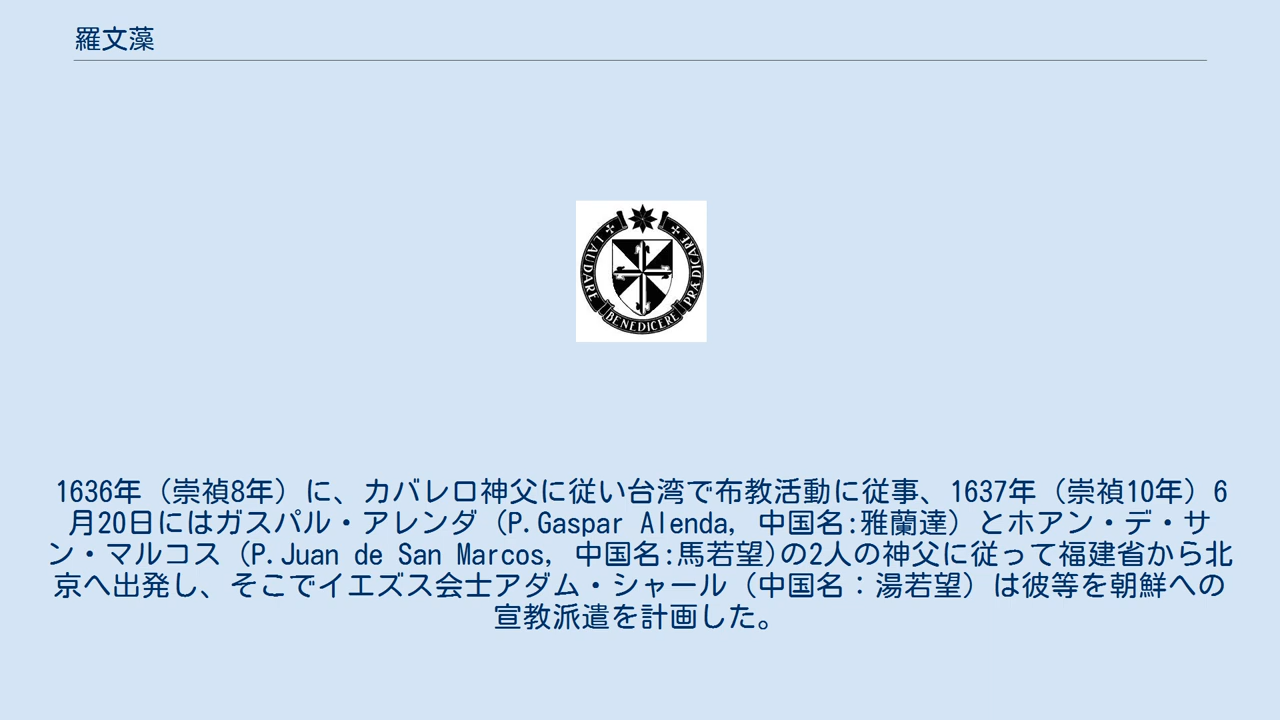 羅文藻
LAUDARE
BENEDICERE
PRÆDICARE
1636年（崇禎8年）に、カバレロ神父に従い台湾で布教活動に従事、1637年（崇禎10年）6
月20日にはガスパル・アレンダ（P.Gaspar Alenda, 中国名:雅蘭達）とホアン・デ・サ
ン・マルコス（P.Juan de San Marcos, 中国名:馬若望)の2人の神父に従って福建省から北
京へ出発し、そこでイエズス会士アダム・シャール（中国名：湯若望）は彼等を朝鮮への
宣教派遣を計画した。